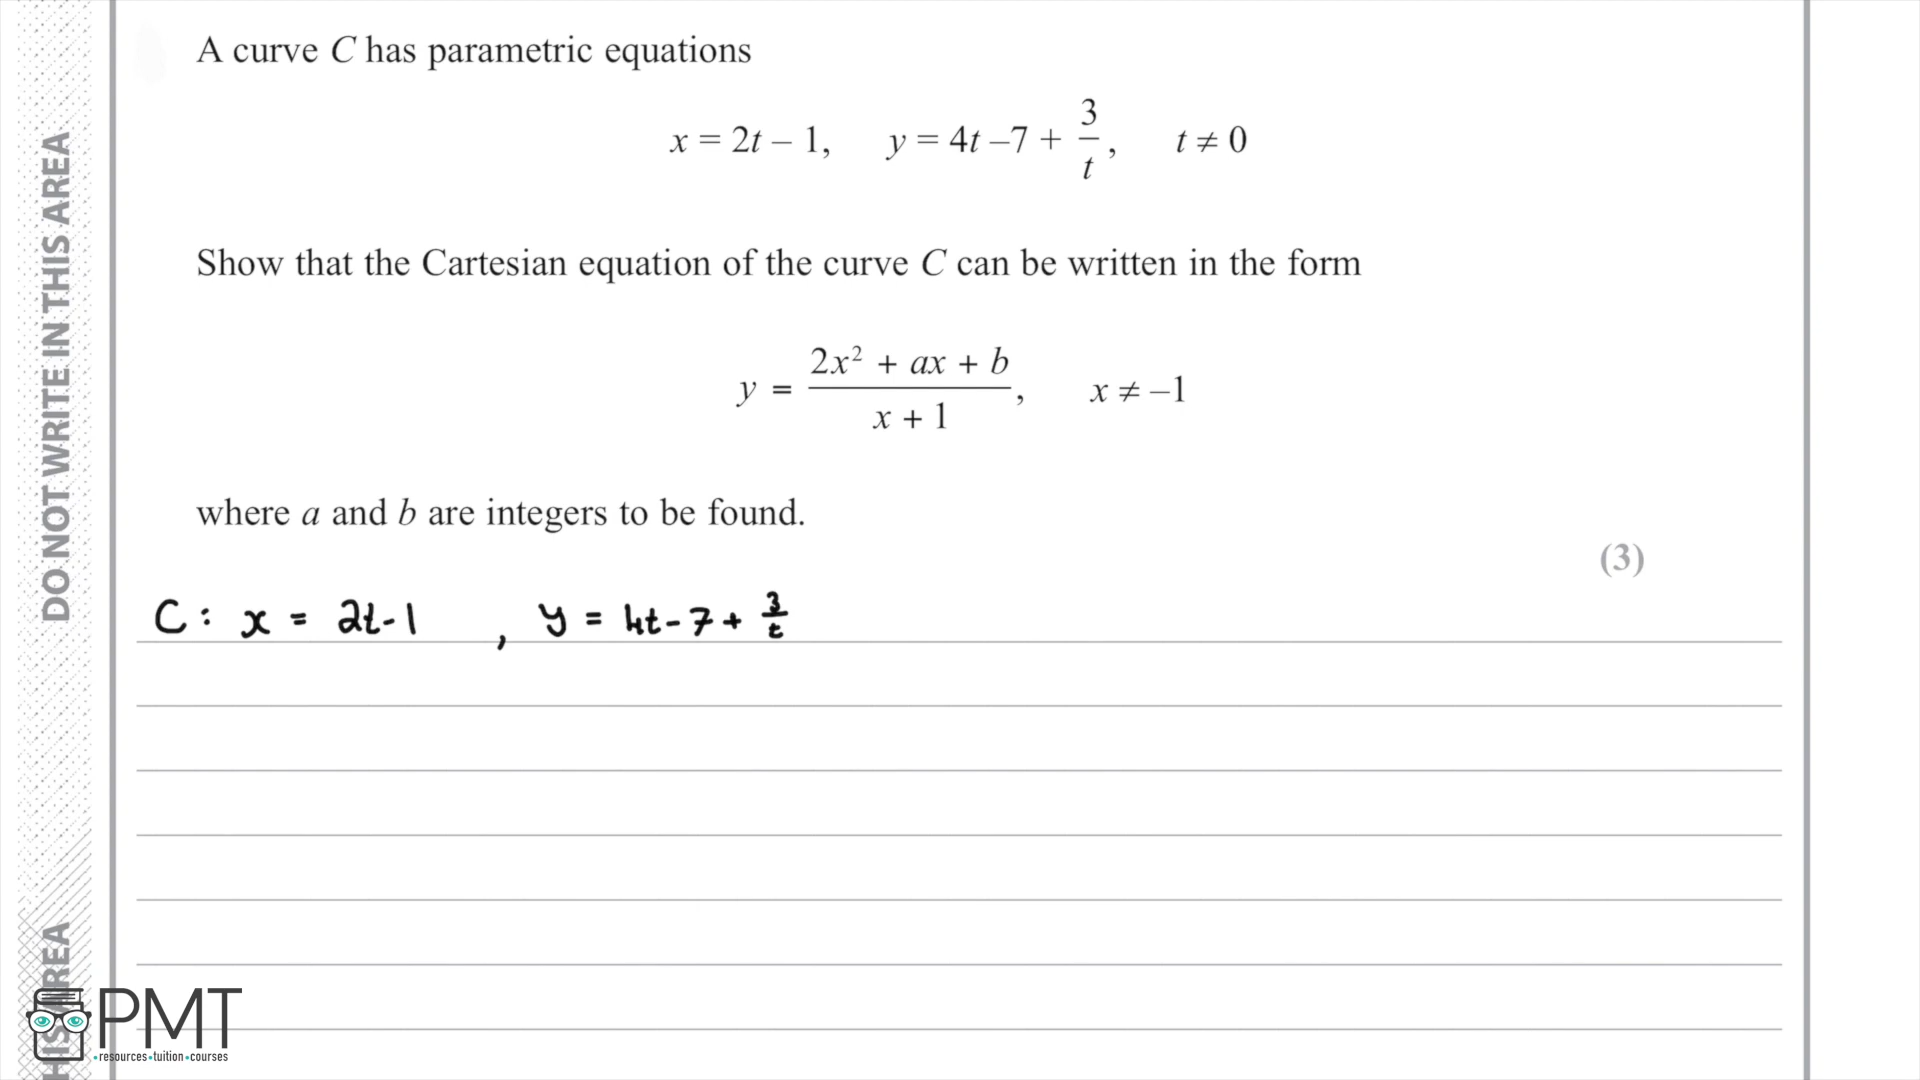 A curve C has parametric equations
x = 2t – 1, y = 4t –7 + 3/t, t ≠ 0
Show that the Cartesian equation of the curve C can be written in the form
y = (2x² + ax + b)/(x + 1), x ≠ –1
where a and b are integers to be found.
(3)
C: x = 2t-1 , y = 4t-7+ 3/t
DO NOT WRITE IN THIS AREA
HIS AREA
PMT
resources•tuition•courses